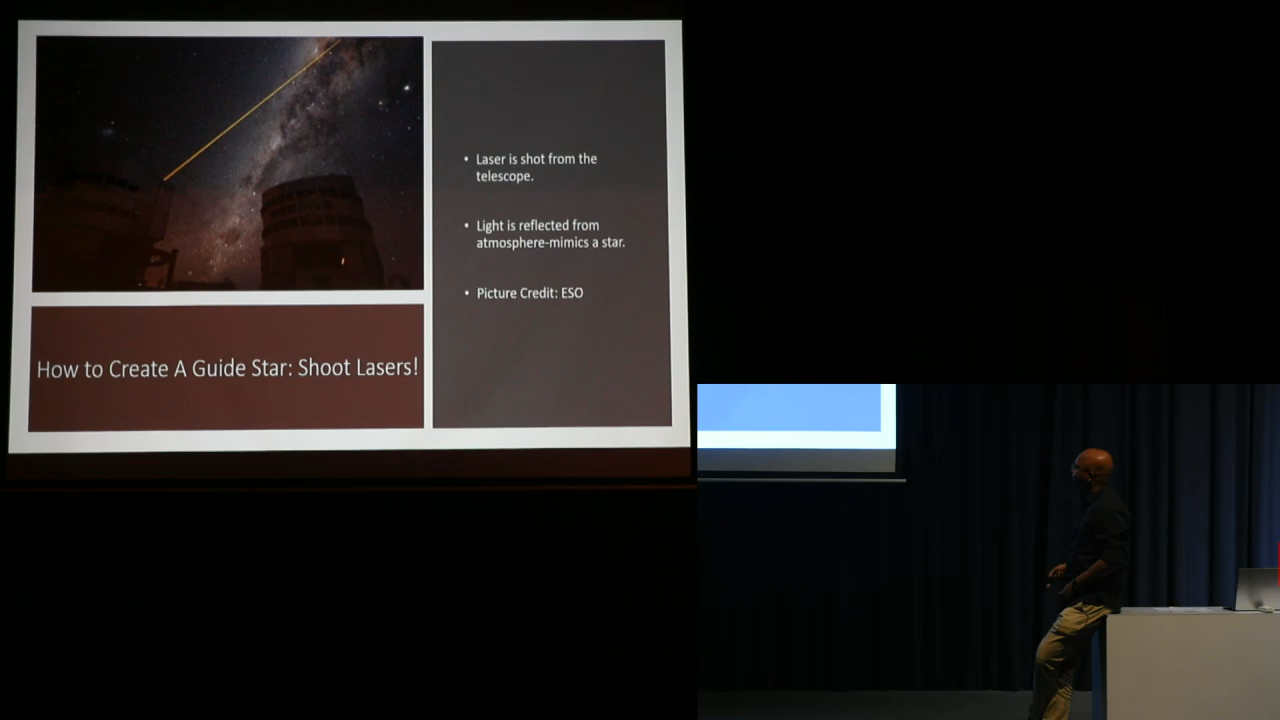 How to Create A Guide Star: Shoot Lasers!
• Laser is shot from the
telescope.
• Light is reflected from
atmosphere-mimics a star.
• Picture Credit: ESO